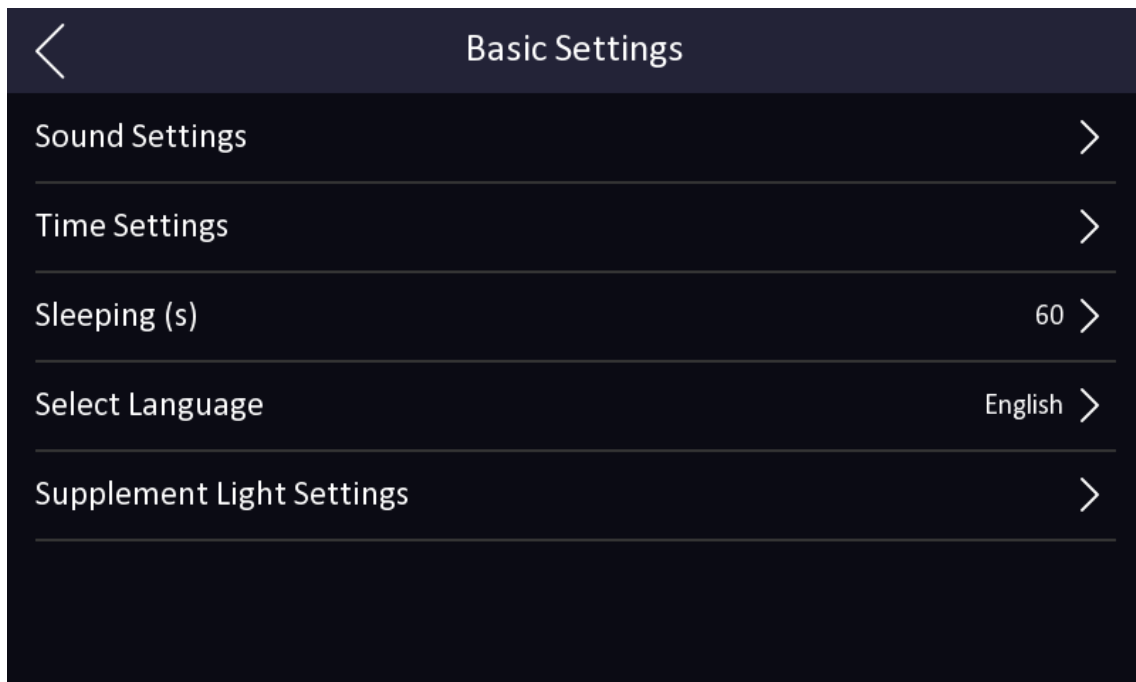 Basic Settings
Sound Settings
Time Settings
Sleeping (s) 60
Select Language English
Supplement Light Settings